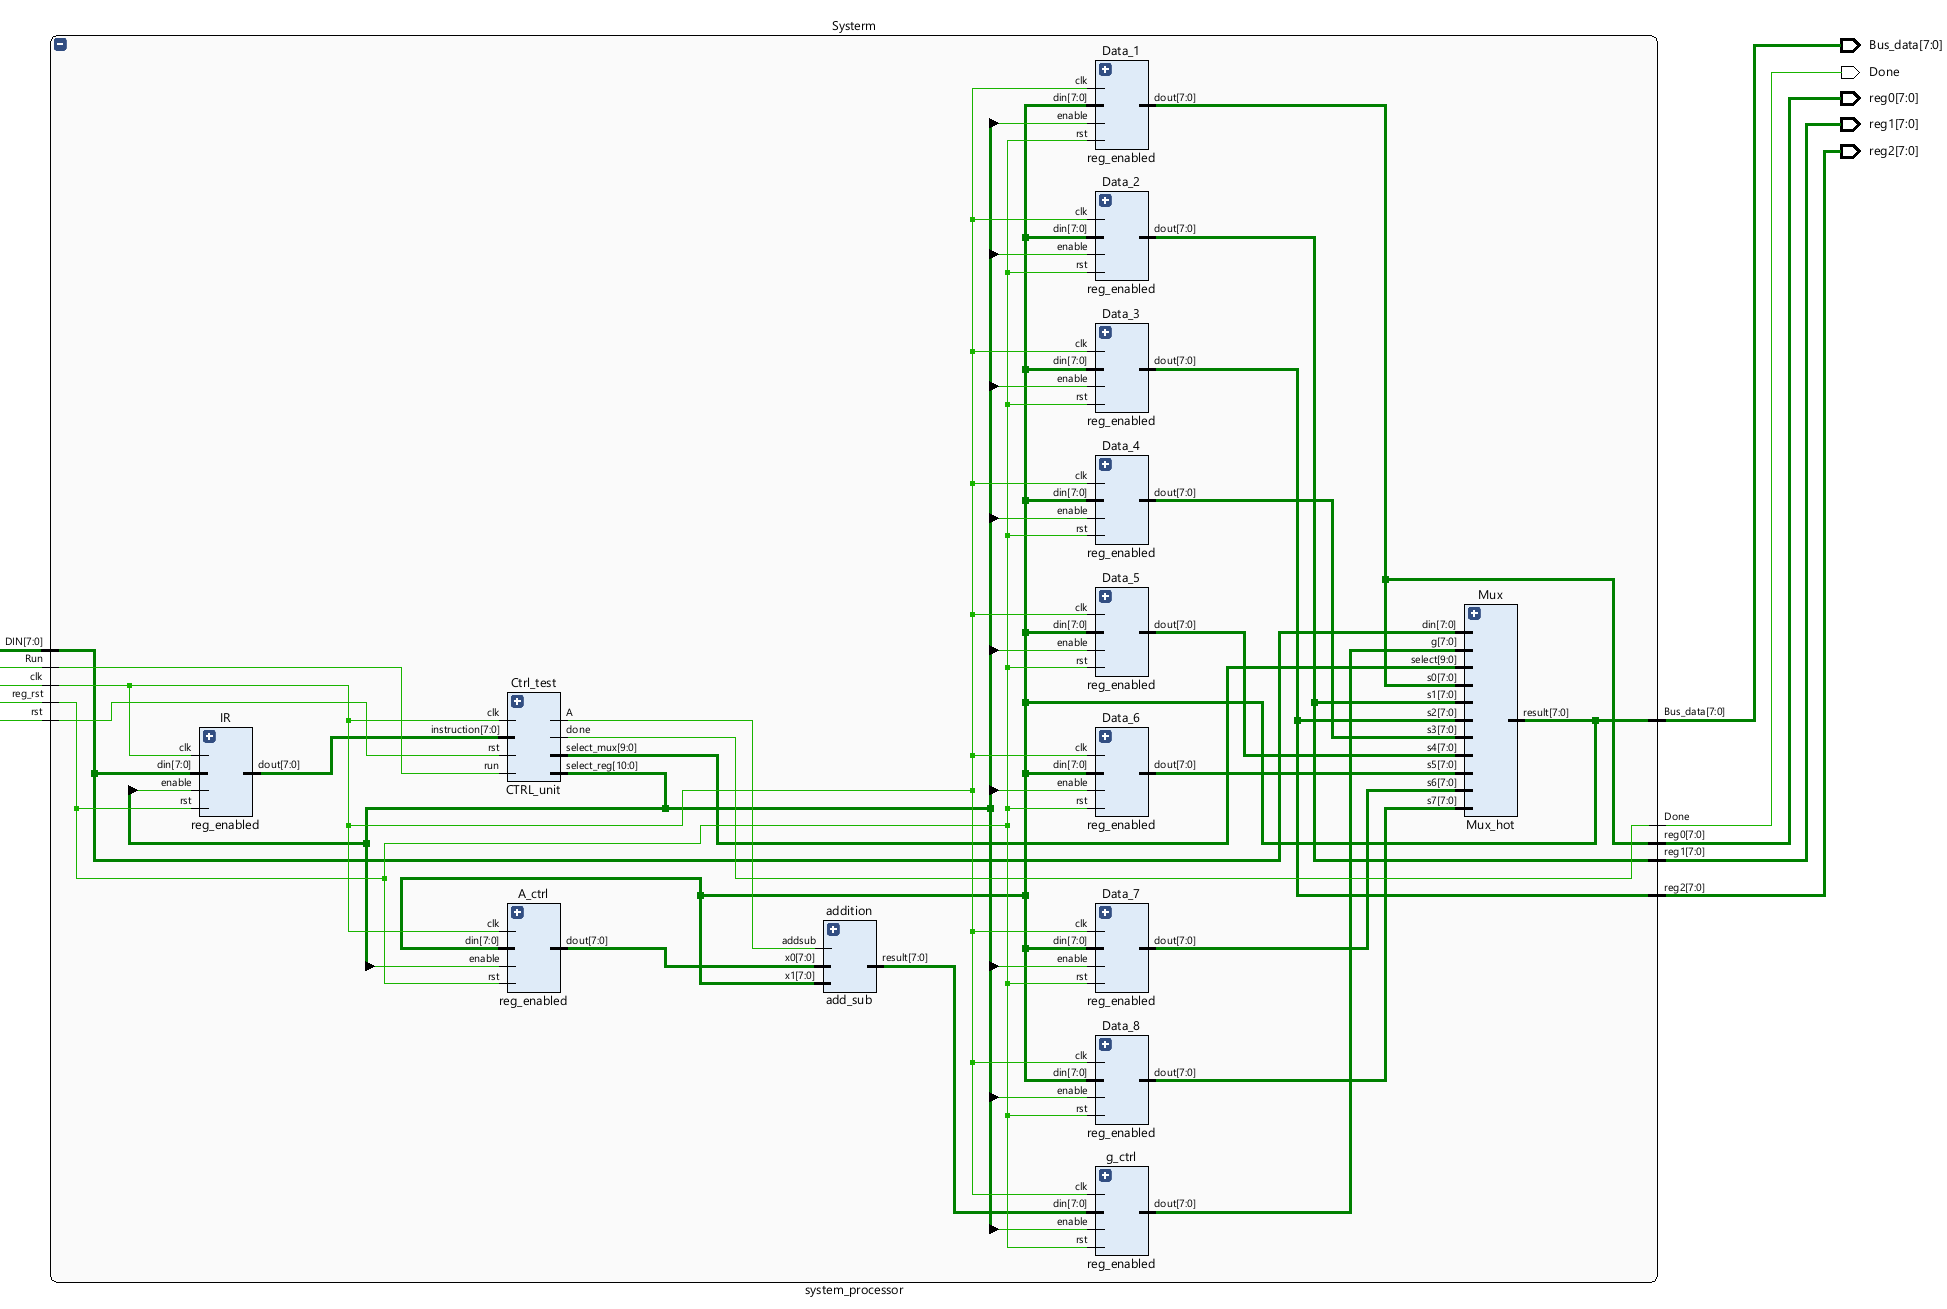 Systerm
Bus_data[7:0]
Done
reg0[7:0]
reg1[7:0]
reg2[7:0]
Data_1
clk
din[7:0]
enable
rst
dout[7:0]
reg_enabled
Data_2
clk
din[7:0]
enable
rst
dout[7:0]
reg_enabled
Data_3
clk
din[7:0]
enable
rst
dout[7:0]
reg_enabled
Data_4
clk
din[7:0]
enable
rst
dout[7:0]
reg_enabled
Data_5
clk
din[7:0]
enable
rst
dout[7:0]
reg_enabled
Mux
din[7:0]
g[7:0]
select[9:0]
s0[7:0]
s1[7:0]
s2[7:0]
s3[7:0]
s4[7:0]
s5[7:0]
s6[7:0]
s7[7:0]
result[7:0]
Mux_hot
DIN[7:0]
Run
clk
reg_rst
rst
IR
clk
din[7:0]
enable
rst
dout[7:0]
reg_enabled
Ctrl_test
clk
instruction[7:0]
rst
run
A
done
select_mux[9:0]
select_reg[10:0]
CTRL_unit
Data_6
clk
din[7:0]
enable
rst
dout[7:0]
reg_enabled
Bus_data[7:0]
Done
reg0[7:0]
reg1[7:0]
reg2[7:0]
A_ctrl
clk
din[7:0]
enable
rst
dout[7:0]
reg_enabled
addition
addsub
x0[7:0]
x1[7:0]
result[7:0]
add_sub
Data_7
clk
din[7:0]
enable
rst
dout[7:0]
reg_enabled
Data_8
clk
din[7:0]
enable
rst
dout[7:0]
reg_enabled
g_ctrl
clk
din[7:0]
enable
rst
dout[7:0]
reg_enabled
system_processor